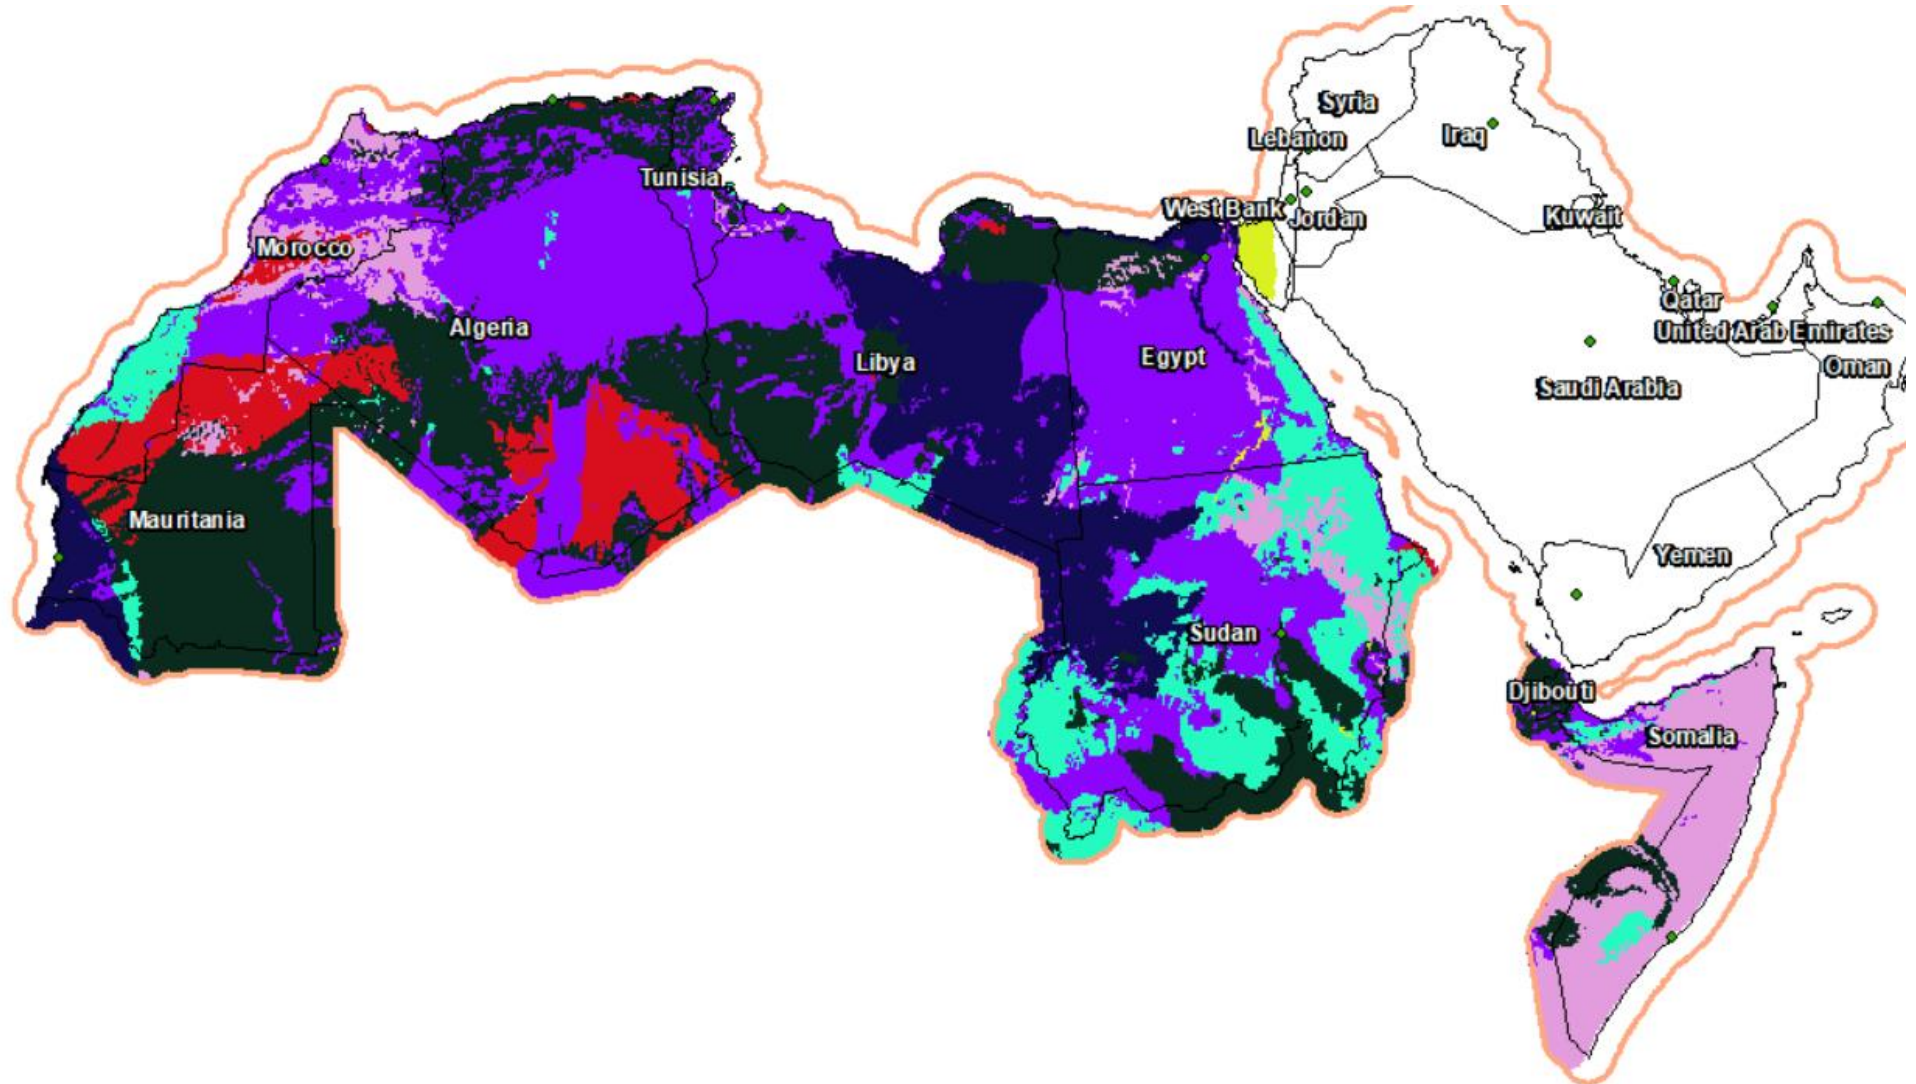 Syria
Lebanon
Iraq
Tunisia
West Bank
Jordan
Kuwait
Morocco
Qatar
Algeria
United Arab Emirates
Libya
Egypt
Oman
Saudi Arabia
Mauritania
Yemen
Sudan
Djibouti
Somalia